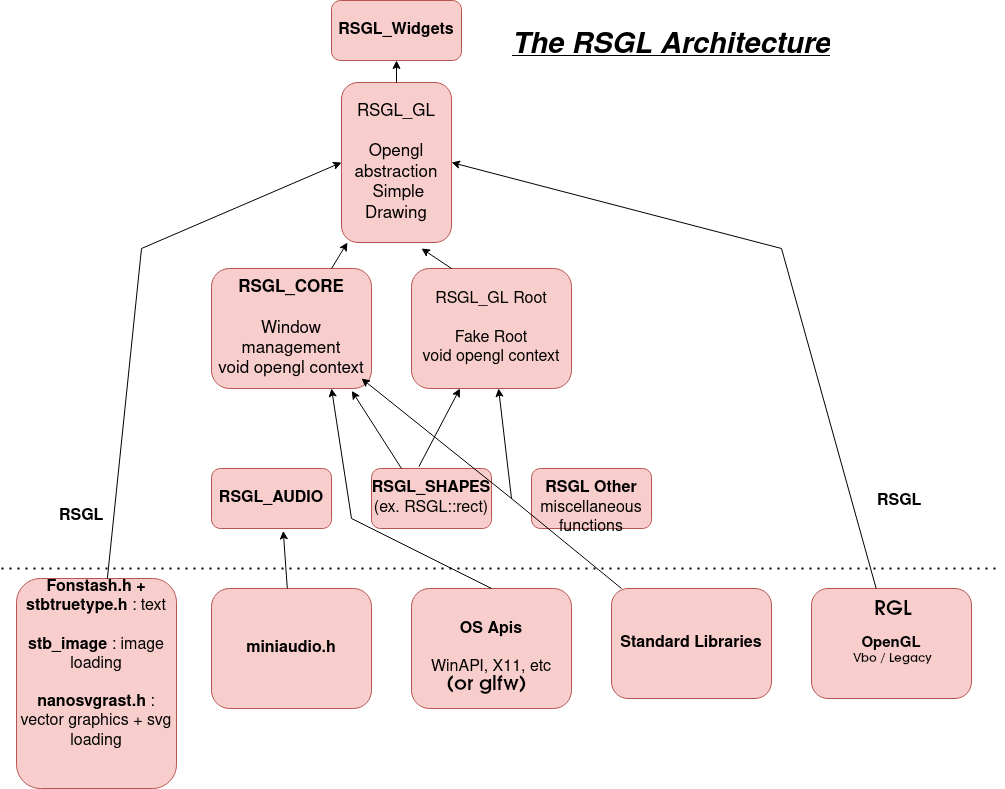 RSGL_Widgets
The RSGL Architecture
RSGL_GL
Opengl
abstraction
Simple
Drawing
RSGL_CORE
Window
management
void opengl context
RSGL_GL Root
Fake Root
void opengl context
RSGL_AUDIO
RSGL_SHAPES
(ex. RSGL::rect)
RSGL Other
miscellaneous
functions
RSGL
RSGL
Fonstash.h +
stbtruetype.h : text
stb_image : image
loading
nanosvgrast.h :
vector graphics + svg
loading
miniaudio.h
OS Apis
WinAPI, X11, etc
(or glfw)
Standard Libraries
RGL
OpenGL
Vbo / Legacy